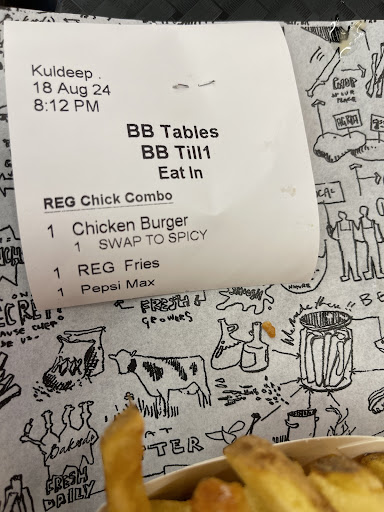 Kuldeep .
18 Aug 24
8:12 PM
BB Tables
BB Till1
Eat In
REG Chick Combo
1 Chicken Burger
1 SWAP TO SPICY
1 REG Fries
1 Pepsi Max
FRESH &
GROWERS
FRESH
DAILY